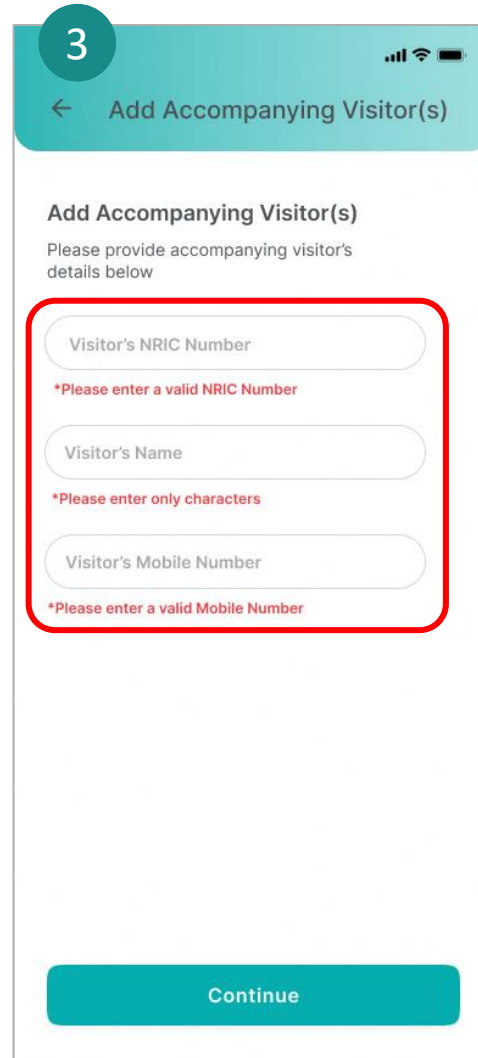 3
Add Accompanying Visitor(s)
Add Accompanying Visitor(s)
Please provide accompanying visitor's
details below
Visitor's NRIC Number
*Please enter a valid NRIC Number
Visitor's Name
*Please enter only characters
Visitor's Mobile Number
*Please enter a valid Mobile Number
Continue